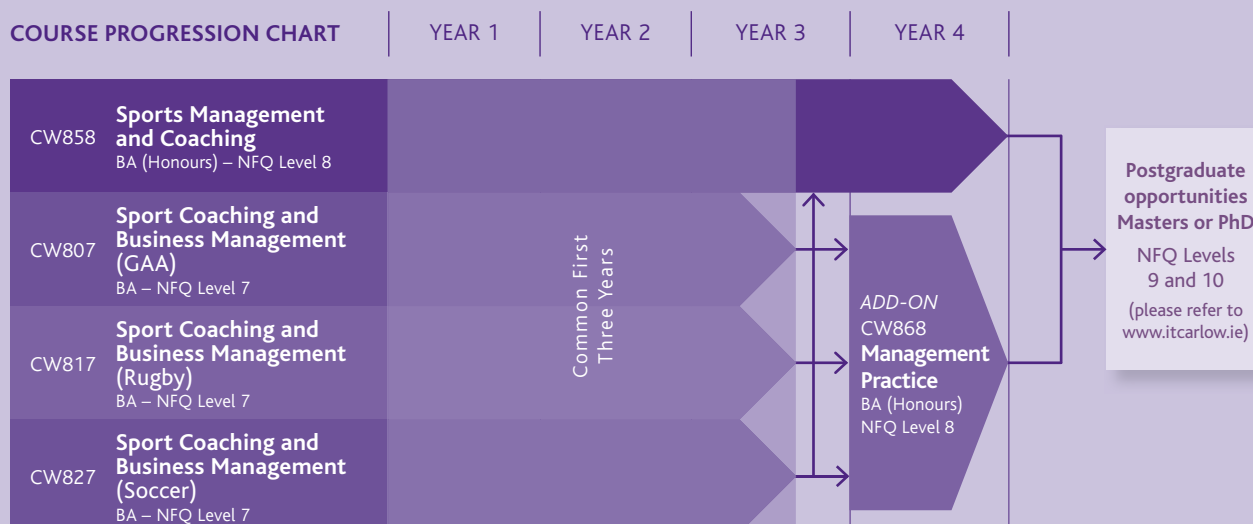 COURSE PROGRESSION CHART
YEAR 1
YEAR 2
YEAR 3
YEAR 4
CW858
Sports Management
and Coaching
BA (Honours) – NFQ Level 8
CW807
Sport Coaching and
Business Management
(GAA)
BA – NFQ Level 7
CW817
Sport Coaching and
Business Management
(Rugby)
BA – NFQ Level 7
CW827
Sport Coaching and
Business Management
(Soccer)
BA – NFQ Level 7
Common First
Three Years
ADD-ON
CW868
Management
Practice
BA (Honours)
NFQ Level 8
Postgraduate
opportunities
Masters or PhD
NFQ Levels
9 and 10
(please refer to
www.itcarlow.ie)